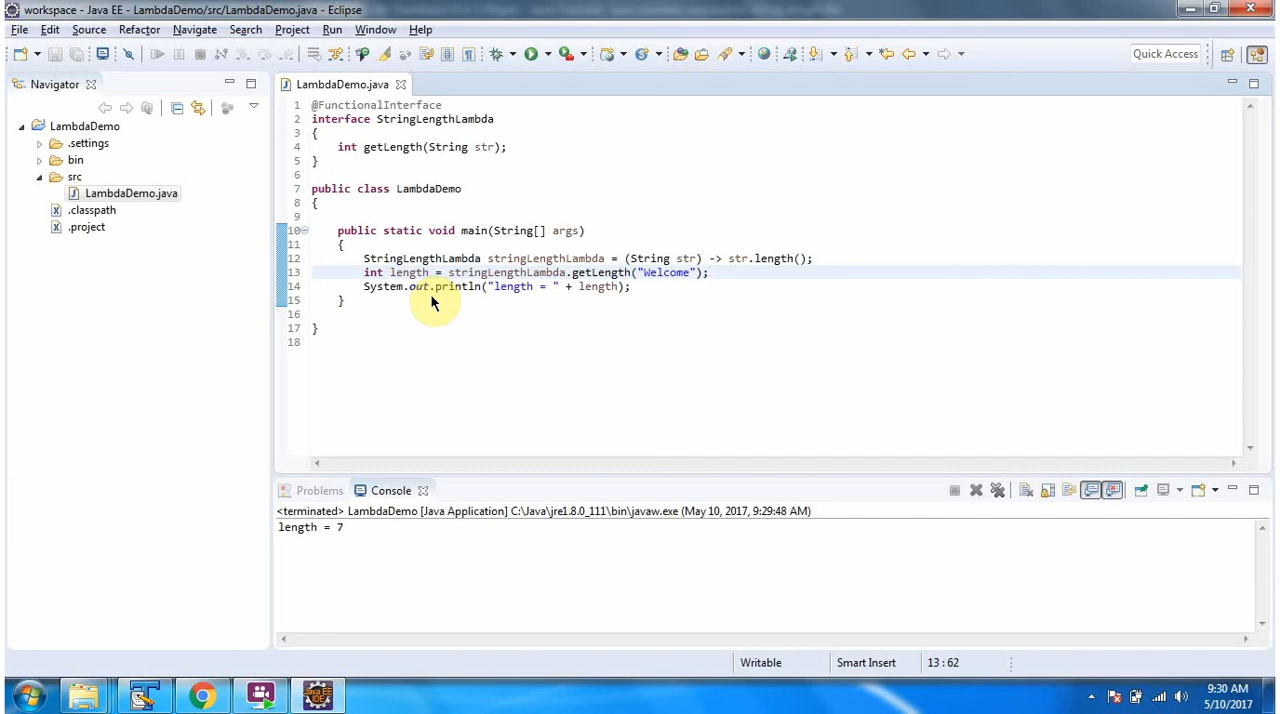 workspace - Java EE - LambdaDemo/src/LambdaDemo.java - Eclipse
File Edit Source Refactor Navigate Search Project Run Window Help
Quick Access
Navigator
LambdaDemo
.settings
bin
src
LambdaDemo.java
.classpath
.project
LambdaDemo.java
1 @FunctionalInterface
2 interface StringLengthLambda
3 {
4 int getLength(String str);
5 }
6
7 public class LambdaDemo
8 {
9
10 public static void main(String[] args)
11 {
12 StringLengthLambda stringLengthLambda = (String str) -> str.length();
13 int length = stringLengthLambda.getLength("Welcome");
14 System.out.println("length = " + length);
15 }
16
17 }
18
Problems Console
<terminated> LambdaDemo [Java Application] C:\Java\jre1.8.0_111\bin\javaw.exe (May 10, 2017, 9:29:48 AM)
length = 7
Writable Smart Insert 13 : 62
Java EE
IDE
9:30 AM
5/10/2017